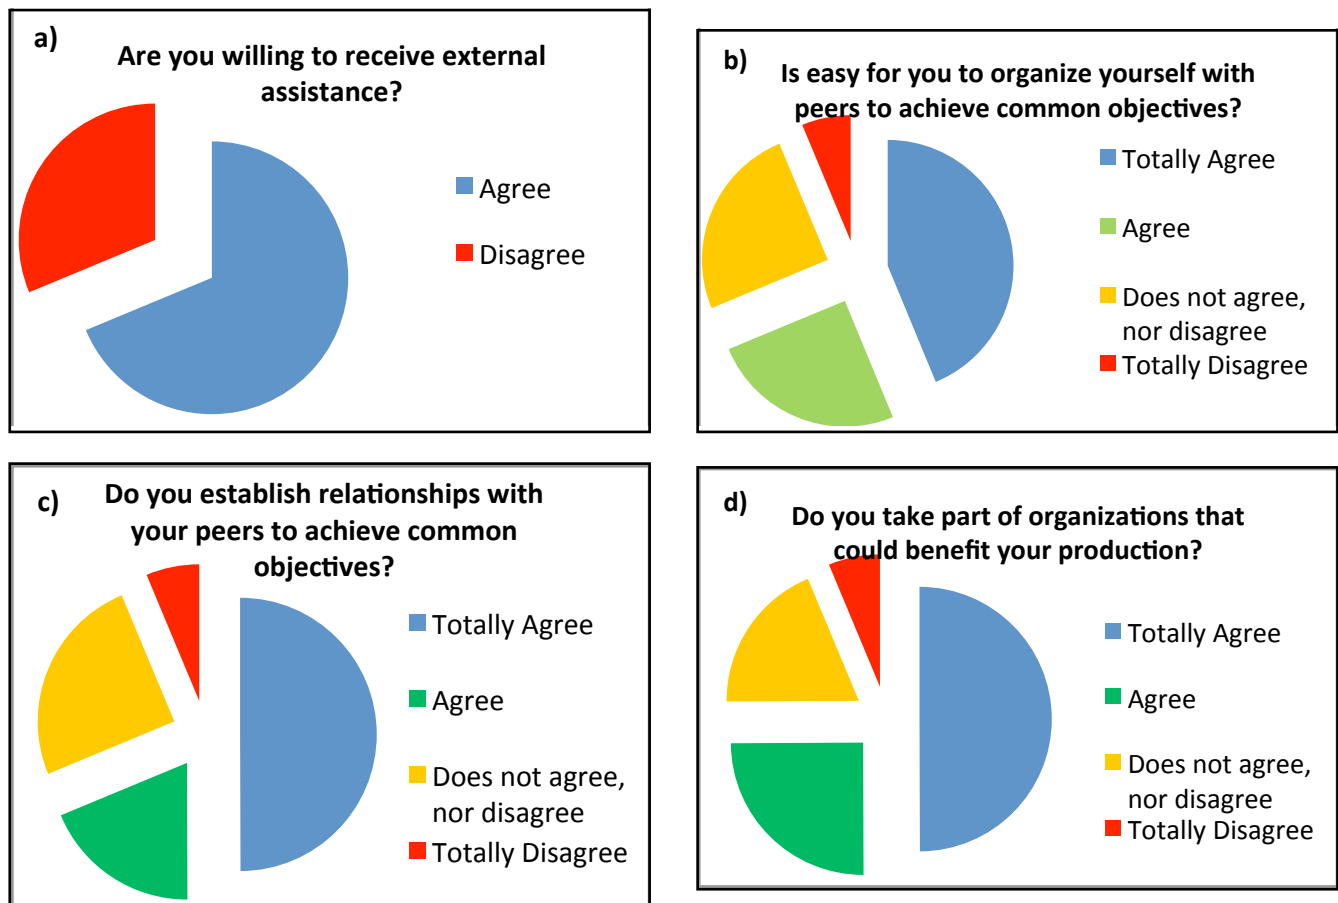 a)
Are you willing to receive external
assistance?
Agree
Disagree
b)
Is easy for you to organize yourself with
peers to achieve common objectives?
Totally Agree
Agree
Does not agree,
nor disagree
Totally Disagree
c)
Do you establish relationships with
your peers to achieve common
objectives?
Totally Agree
Agree
Does not agree,
nor disagree
Totally Disagree
d)
Do you take part of organizations that
could benefit your production?
Totally Agree
Agree
Does not agree,
nor disagree
Totally Disagree